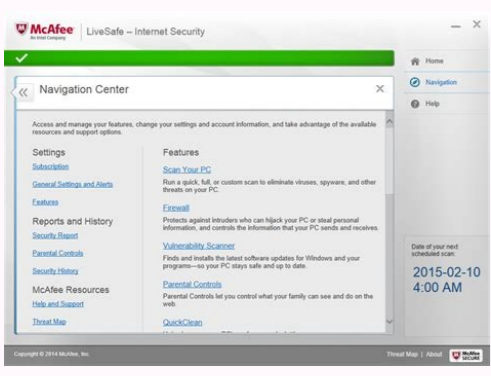 McAfee
An Intel Company
LiveSafe – Internet Security
Home
Navigation
Help
Navigation Center
Access and manage your features, change your settings and account information, and take advantage of the available
resources and support options.
Settings
Subscription
General Settings and Alerts
Features
Reports and History
Security Report
Parental Controls
Security History
McAfee Resources
Help and Support
Threat Map
Features
Scan Your PC
Run a quick, full, or custom scan to eliminate viruses, spyware, and other
threats on your PC.
Firewall
Protects against intruders who can hijack your PC or steal personal
information, and controls the information that your PC sends and receives.
Vulnerability Scanner
Finds and installs the latest software updates for Windows and your
programs—so your PC stays safe and up to date.
Parental Controls
Parental Controls let you control what your family can see and do on the
web.
QuickClean
Date of your next
scheduled scan:
2015-02-10
4:00 AM
Copyright © 2014 McAfee, Inc.
Threat Map | About
McAfee
SECURE